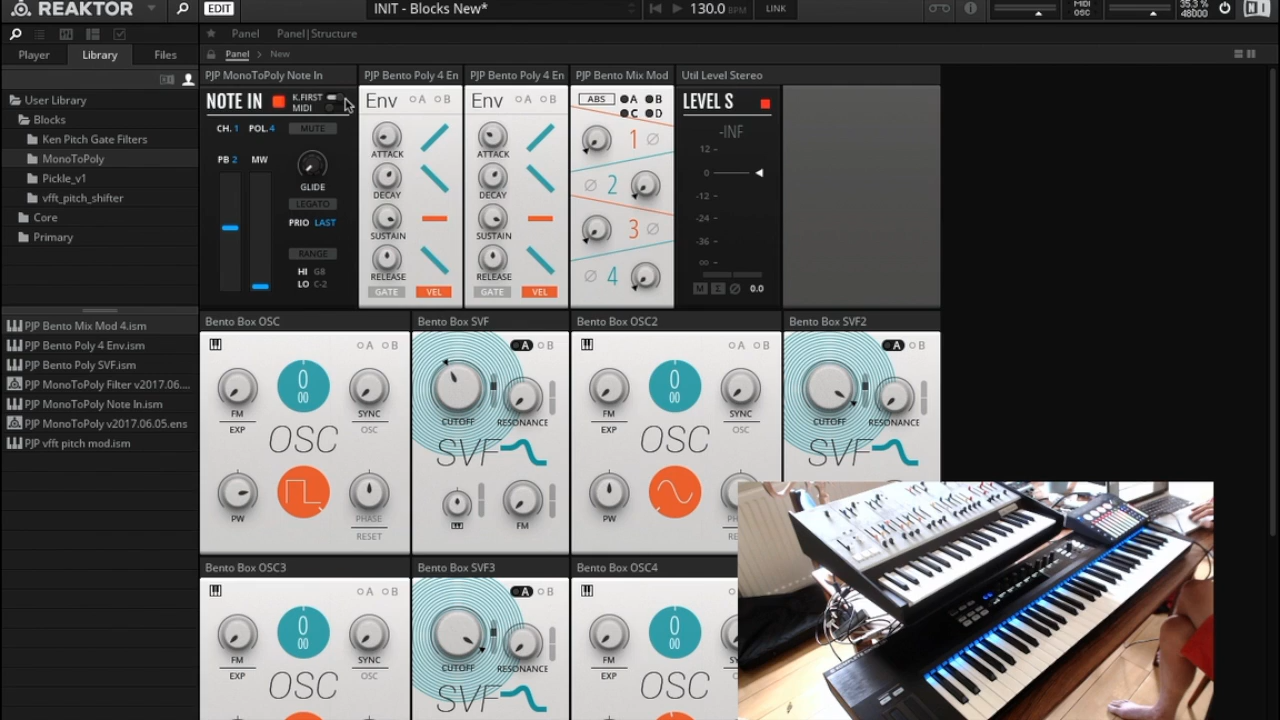 REAKTOR
EDIT
INIT - Blocks New*
130.0 BPM
LINK
MIDI
OSC
35.3 %
48000
Player
Library
Files
Panel
Panel|Structure
Panel
New
User Library
Blocks
Ken Pitch Gate Filters
MonoToPoly
Pickle_v1
vfft_pitch_shifter
Core
Primary
PJP Bento Mix Mod 4.ism
PJP Bento Poly 4 Env.ism
PJP Bento Poly SVF.ism
PJP MonoToPoly Filter v2017.06....
PJP MonoToPoly Note In.ism
PJP MonoToPoly v2017.06.05.ens
PJP vfft pitch mod.ism
PJP MonoToPoly Note In
NOTE IN
K.FIRST
MIDI
CH. 1
POL. 4
MUTE
PB 2
MW
GLIDE
LEGATO
PRIO LAST
RANGE
HI G8
LO C-2
PJP Bento Poly 4 En
Env
A
B
ATTACK
DECAY
SUSTAIN
RELEASE
GATE
VEL
PJP Bento Poly 4 En
Env
A
B
ATTACK
DECAY
SUSTAIN
RELEASE
GATE
VEL
PJP Bento Mix Mod
ABS
A
B
C
D
1
2
3
4
Util Level Stereo
LEVEL S
-INF
12
0
-12
-24
-36
∞
M
I
0.0
Bento Box OSC
A
B
0
00
FM
EXP
SYNC
OSC
OSC
PW
PHASE
RESET
Bento Box SVF
A
B
CUTOFF
RESONANCE
SVF
FM
Bento Box OSC2
A
B
0
00
FM
EXP
SYNC
OSC
OSC
PW
Bento Box SVF2
A
B
CUTOFF
RESONANCE
SVF
Bento Box OSC3
A
B
0
00
FM
EXP
SYNC
OSC
OSC
Bento Box SVF3
A
B
CUTOFF
RESONANCE
SVF
Bento Box OSC4
0
00
FM
EXP
OSC